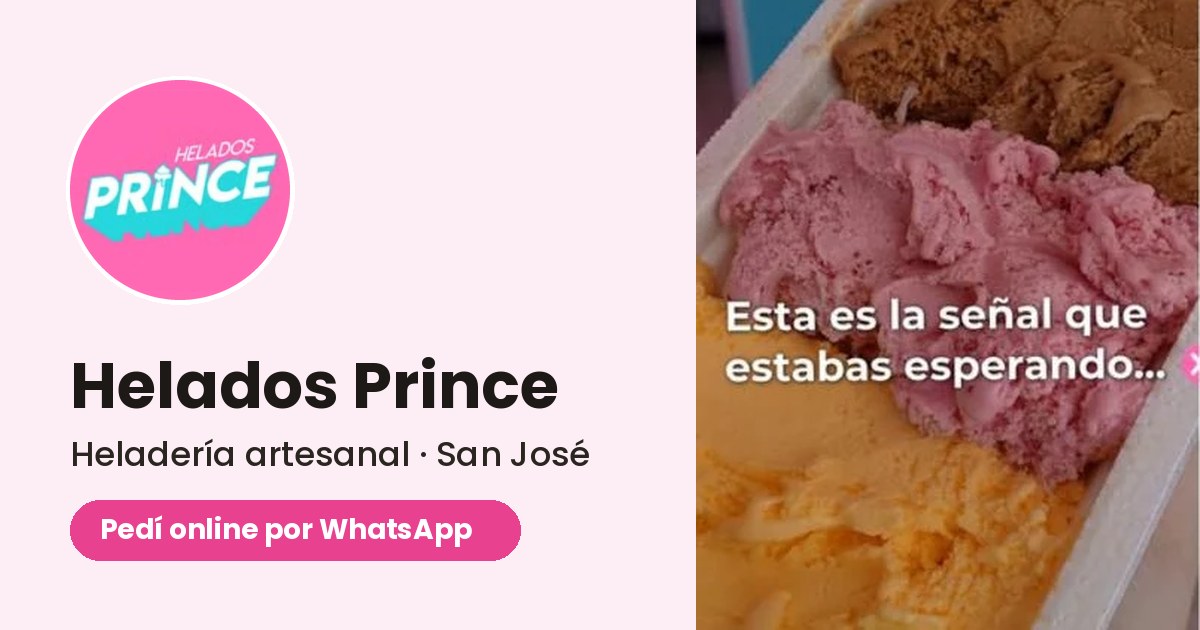 HELADOS
PRINCE
Helados Prince
Heladería artesanal · San José
Pedí online por WhatsApp
Esta es la señal que
estabas esperando...